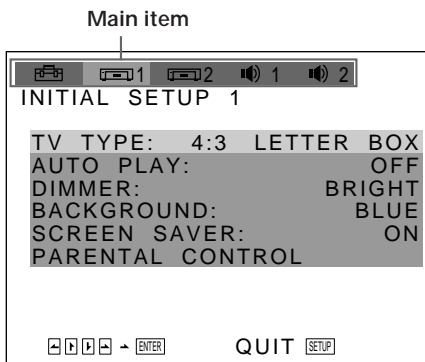 Main item
1 2 1 2
INITIAL SETUP 1
TV TYPE: 4:3 LETTER BOX
AUTO PLAY: OFF
DIMMER: BRIGHT
BACKGROUND: BLUE
SCREEN SAVER: ON
PARENTAL CONTROL
ENTER QUIT SETUP